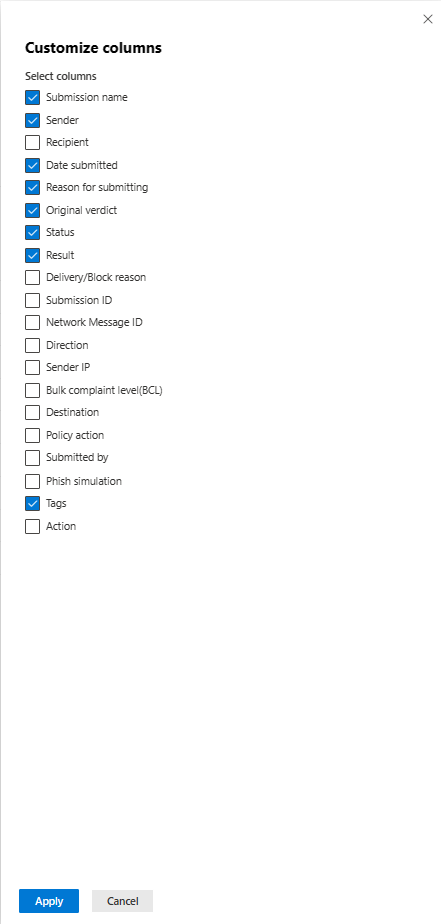 Customize columns
Select columns
Submission name
Sender
Recipient
Date submitted
Reason for submitting
Original verdict
Status
Result
Delivery/Block reason
Submission ID
Network Message ID
Direction
Sender IP
Bulk complaint level(BCL)
Destination
Policy action
Submitted by
Phish simulation
Tags
Action
Apply Cancel